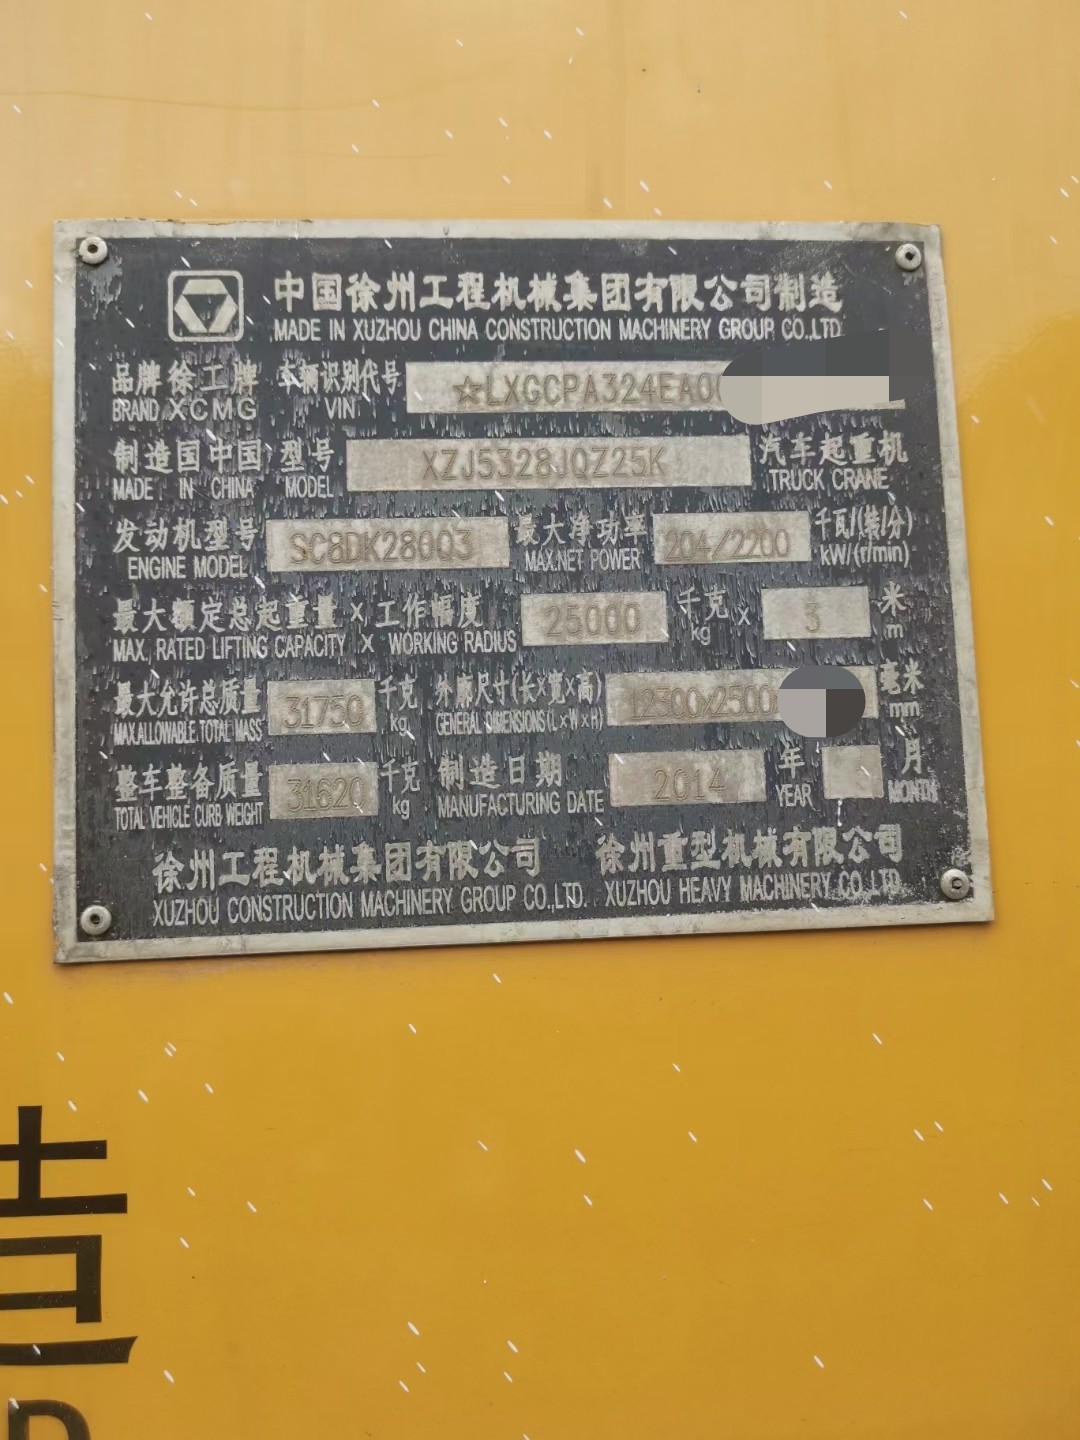 中国徐州工程机械集团有限公司制造
MADE IN XUZHOU CHINA CONSTRUCTION MACHINERY GROUP CO.,LTD
品牌徐工牌 车辆识别代号 ☆LXGCPA324EA0
BRAND XCMG VIN
制造国中国 型号 XZJ5328JQZ25K 汽车起重机
MADE IN CHINA MODEL TRUCK CRANE
发动机型号 SC8DK280Q3 最大净功率 204/2200 千瓦/(转/分)
ENGINE MODEL MAX.NET POWER kW/(r/min)
最大额定总起重量×工作幅度 25000 千克 × 3 米
MAX. RATED LIFTING CAPACITY × WORKING RADIUS kg m
最大允许总质量 31750 千克 外廓尺寸(长×宽×高) 12300x2500 毫米
MAX.ALLOWABLE TOTAL MASS kg GENERAL DIMENSIONS(L×W×H) mm
整车整备质量 31620 千克 制造日期 2014 年 月
TOTAL VEHICLE CURB WEIGHT kg MANUFACTURING DATE YEAR MONTH
徐州工程机械集团有限公司 徐州重型机械有限公司
XUZHOU CONSTRUCTION MACHINERY GROUP CO.,LTD. XUZHOU HEAVY MACHINERY CO.,LTD.